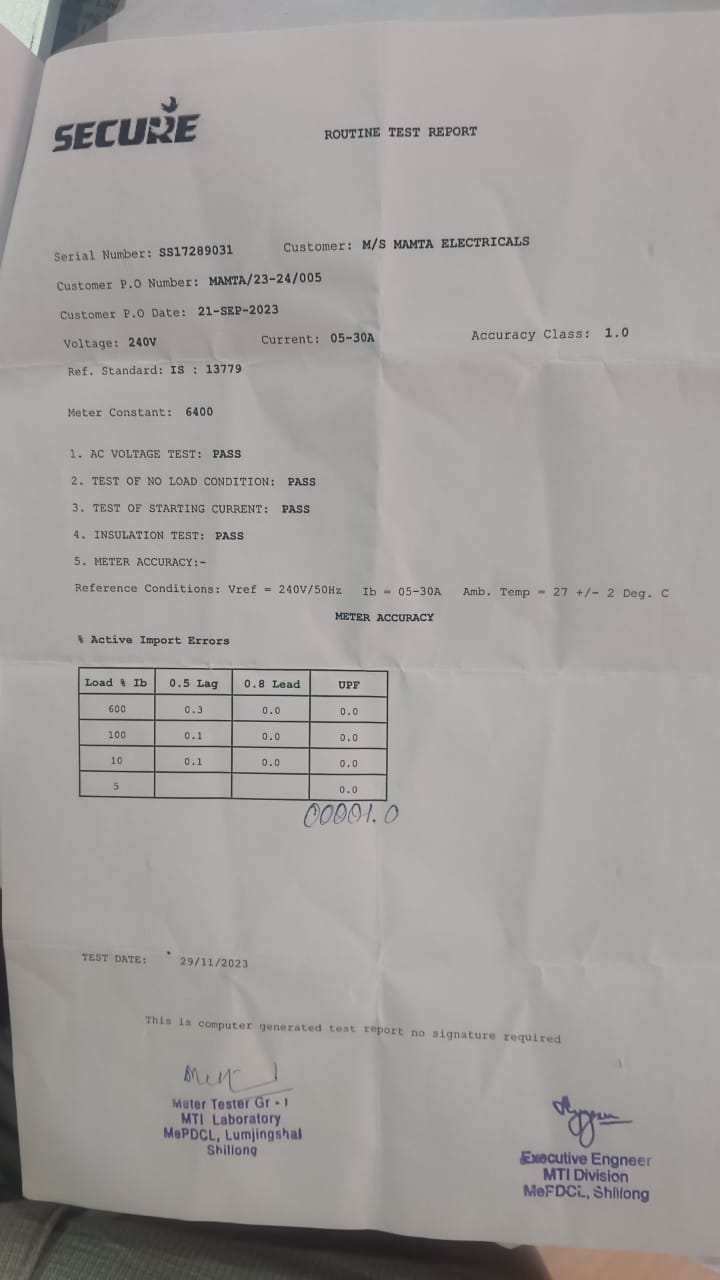 SECURE
ROUTINE TEST REPORT
Serial Number: SS17289031 Customer: M/S MAMTA ELECTRICALS
Customer P.O Number: MAMTA/23-24/005
Customer P.O Date: 21-SEP-2023
Voltage: 240V Current: 05-30A Accuracy Class: 1.0
Ref. Standard: IS : 13779
Meter Constant: 6400
1. AC VOLTAGE TEST: PASS
2. TEST OF NO LOAD CONDITION: PASS
3. TEST OF STARTING CURRENT: PASS
4. INSULATION TEST: PASS
5. METER ACCURACY:-
Reference Conditions: Vref = 240V/50Hz Ib = 05-30A Amb. Temp = 27 +/- 2 Deg. C
METER ACCURACY
% Active Import Errors
Load % Ib 0.5 Lag 0.8 Lead UPF
600 0.3 0.0 0.0
100 0.1 0.0 0.0
10 0.1 0.0 0.0
5 0.0
00001.0
TEST DATE: 29/11/2023
This is computer generated test report no signature required
Meter Tester Gr - I
MTI Laboratory
MePDCL, Lumjingshai
Shillong
Executive Engneer
MTI Division
MePDCL, Shillong